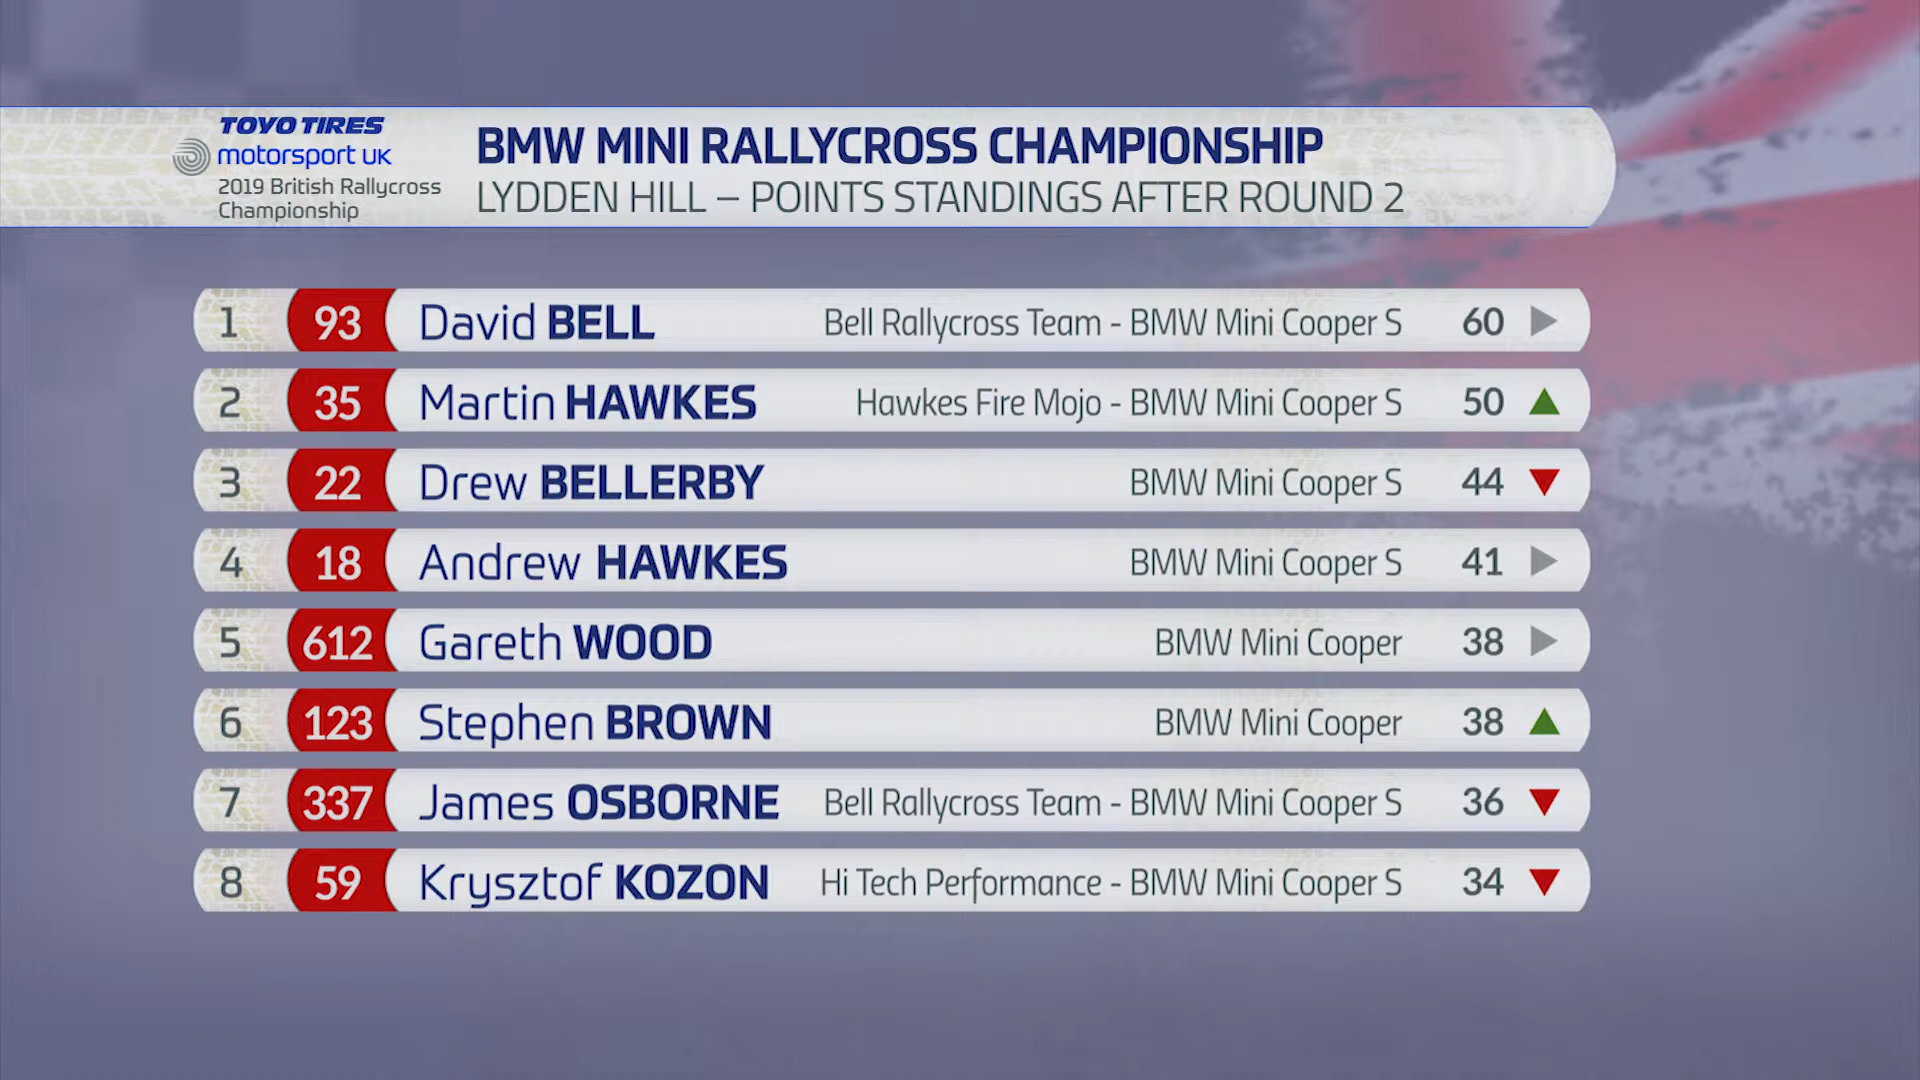 TOYO TIRES
motorsport UK
2019 British Rallycross
Championship
BMW MINI RALLYCROSS CHAMPIONSHIP
LYDDEN HILL – POINTS STANDINGS AFTER ROUND 2
1 93 David BELL Bell Rallycross Team - BMW Mini Cooper S 60
2 35 Martin HAWKES Hawkes Fire Mojo - BMW Mini Cooper S 50
3 22 Drew BELLERBY BMW Mini Cooper S 44
4 18 Andrew HAWKES BMW Mini Cooper S 41
5 612 Gareth WOOD BMW Mini Cooper 38
6 123 Stephen BROWN BMW Mini Cooper 38
7 337 James OSBORNE Bell Rallycross Team - BMW Mini Cooper S 36
8 59 Krysztof KOZON Hi Tech Performance - BMW Mini Cooper S 34